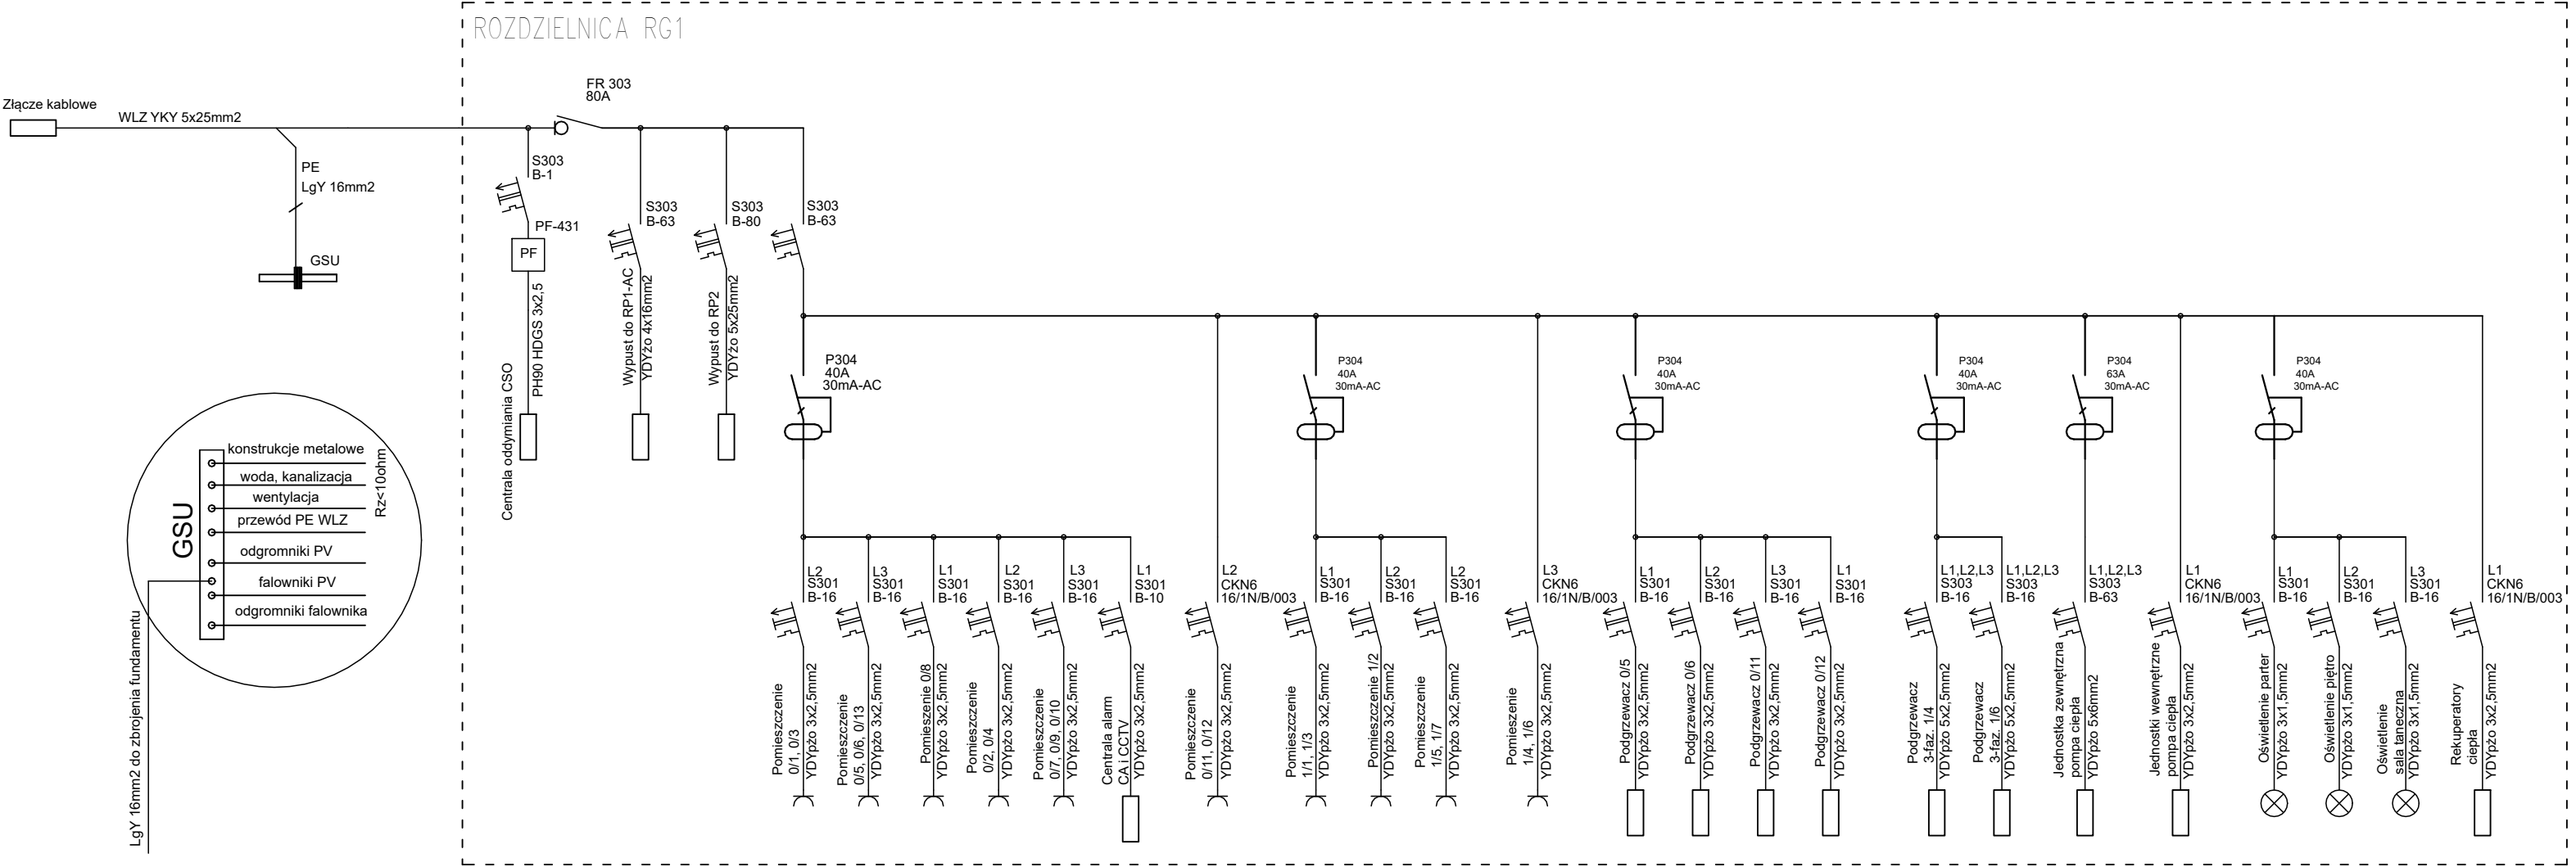 ROZDZIELNICA RG1
FR 303
80A
Złącze kablowe
WLZ YKY 5x25mm2
PE
LgY 16mm2
GSU
S303
B-1
PF-431
PF
PH90 HDGS 3x2,5
Centrala oddymiania CSO
S303
B-63
Wypust do RP1-AC
YDYżo 4x16mm2
S303
B-80
Wypust do RP2
YDYżo 5x25mm2
S303
B-63
P304
40A
30mA-AC
P304
40A
30mA-AC
P304
40A
30mA-AC
P304
40A
30mA-AC
P304
63A
30mA-AC
P304
40A
30mA-AC
GSU
konstrukcje metalowe
woda, kanalizacja
wentylacja
przewód PE WLZ
odgromniki PV
falowniki PV
odgromniki falownika
Rz<10ohm
LgY 16mm2 do zbrojenia fundamentu
L2
S301
B-16
Pomieszczenie
0/1, 0/3
YDYpżo 3x2,5mm2
L3
S301
B-16
Pomieszczenie
0/5, 0/6, 0/13
YDYpżo 3x2,5mm2
L1
S301
B-16
Pomieszenie 0/8
YDYpżo 3x2,5mm2
L2
S301
B-16
Pomieszczenie
0/2, 0/4
YDYpżo 3x2,5mm2
L3
S301
B-16
Pomieszczenie
0/7, 0/9, 0/10
YDYpżo 3x2,5mm2
L1
S301
B-10
Centrala alarm
CA i CCTV
YDYpżo 3x2,5mm2
L2
CKN6
16/1N/B/003
Pomieszczenie
0/11, 0/12
YDYpżo 3x2,5mm2
L1
S301
B-16
Pomieszczenie
1/1, 1/3
YDYpżo 3x2,5mm2
L2
S301
B-16
Pomieszczenie 1/2
YDYpżo 3x2,5mm2
L2
S301
B-16
Pomieszczenie
1/5, 1/7
YDYpżo 3x2,5mm2
L3
CKN6
16/1N/B/003
Pomieszenie
1/4, 1/6
YDYpżo 3x2,5mm2
L1
S301
B-16
Podgrzewacz 0/5
YDYpżo 3x2,5mm2
L2
S301
B-16
Podgrzewacz 0/6
YDYpżo 3x2,5mm2
L3
S301
B-16
Podgrzewacz 0/11
YDYpżo 3x2,5mm2
L1
S301
B-16
Podgrzewacz 0/12
YDYpżo 3x2,5mm2
L1,L2,L3
S303
B-16
Podgrzewacz
3-faz. 1/4
YDYpżo 5x2,5mm2
L1,L2,L3
S303
B-16
Podgrzewacz
3-faz. 1/6
YDYpżo 5x2,5mm2
L1,L2,L3
S303
B-63
Jednostka zewnętrzna
pompa ciepła
YDYpżo 5x6mm2
L1
CKN6
16/1N/B/003
Jednostki wewnętrzne
pompa ciepła
YDYpżo 3x2,5mm2
L1
S301
B-16
Oświetlenie parter
YDYpżo 3x1,5mm2
L2
S301
B-16
Oświetlenie piętro
YDYpżo 3x1,5mm2
L3
S301
B-16
Oświetlenie
sala taneczna
YDYpżo 3x1,5mm2
L1
CKN6
16/1N/B/003
Rekuperatory
ciepła
YDYpżo 3x2,5mm2